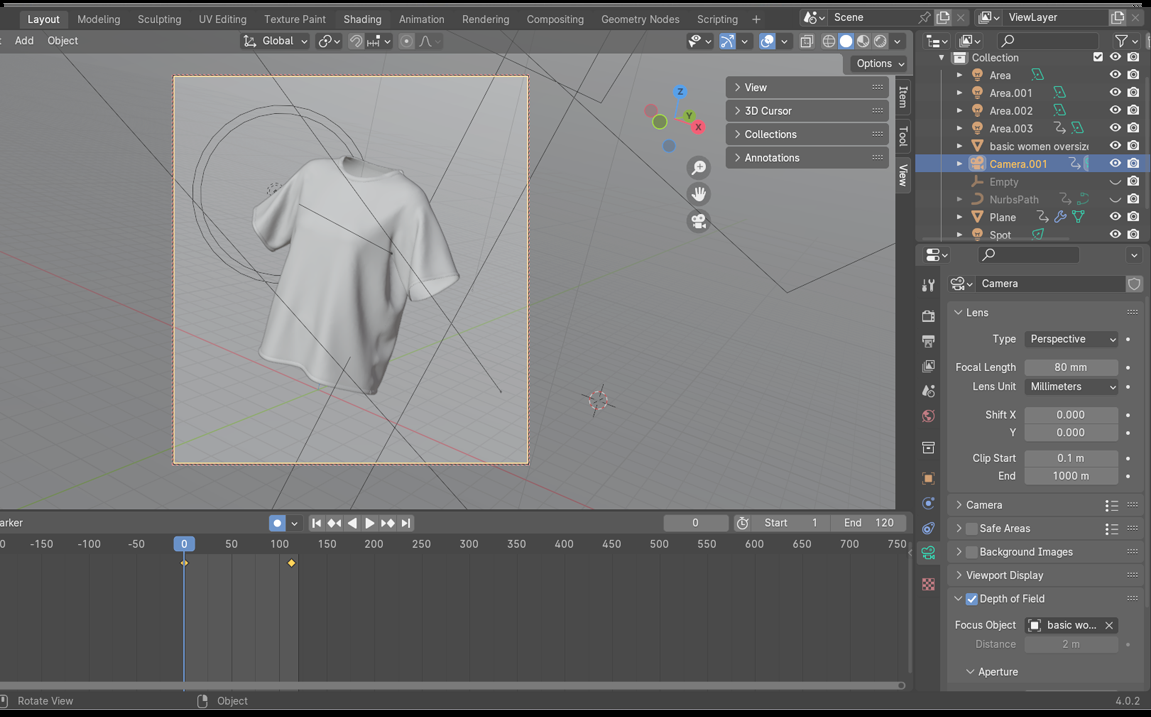 Layout Modeling Sculpting UV Editing Texture Paint Shading Animation Rendering Compositing Geometry Nodes Scripting + Scene ViewLayer
Add Object Global
Options
View
3D Cursor
Collections
Annotations
Item
Tool
View
Z
Y
X
Collection
Area
Area.001
Area.002
Area.003
basic women oversize
Camera.001
Empty
NurbsPath
Plane
Spot
Camera
Lens
Type Perspective
Focal Length 80 mm
Lens Unit Millimeters
Shift X 0.000
Y 0.000
Clip Start 0.1 m
End 1000 m
Camera
Safe Areas
Background Images
Viewport Display
Depth of Field
Focus Object basic wo...
Distance 2 m
Aperture
arker 0 Start 1 End 120
0 -150 -100 -50 0 50 100 150 200 250 300 350 400 450 500 550 600 650 700 750
Rotate View Object 4.0.2